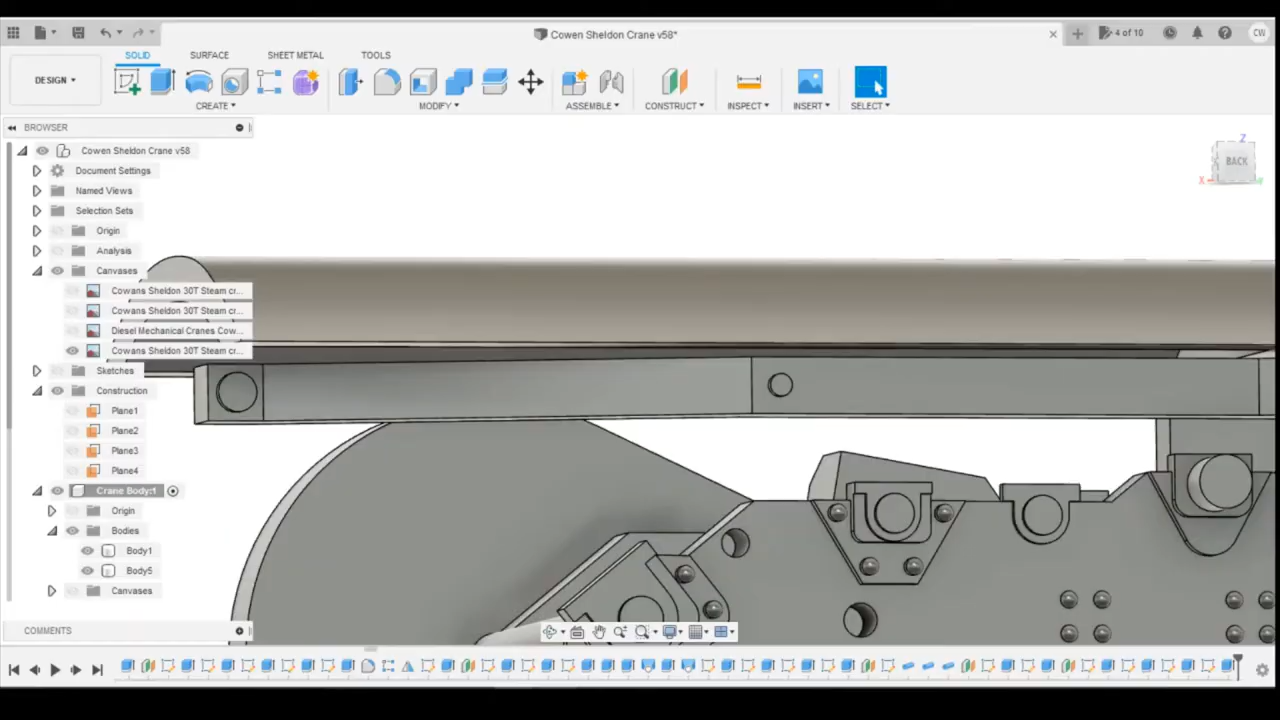 Cowen Sheldon Crane v58*
4 of 10
CW
DESIGN
SOLID
SURFACE
SHEET METAL
TOOLS
CREATE
MODIFY
ASSEMBLE
CONSTRUCT
INSPECT
INSERT
SELECT
BROWSER
Cowen Sheldon Crane v58
Document Settings
Named Views
Selection Sets
Origin
Analysis
Canvases
Cowans Sheldon 30T Steam cr...
Cowans Sheldon 30T Steam cr...
Diesel Mechanical Cranes Cow...
Cowans Sheldon 30T Steam cr...
Sketches
Construction
Plane1
Plane2
Plane3
Plane4
Crane Body:1
Origin
Bodies
Body1
Body5
Canvases
COMMENTS
Z
BACK
X